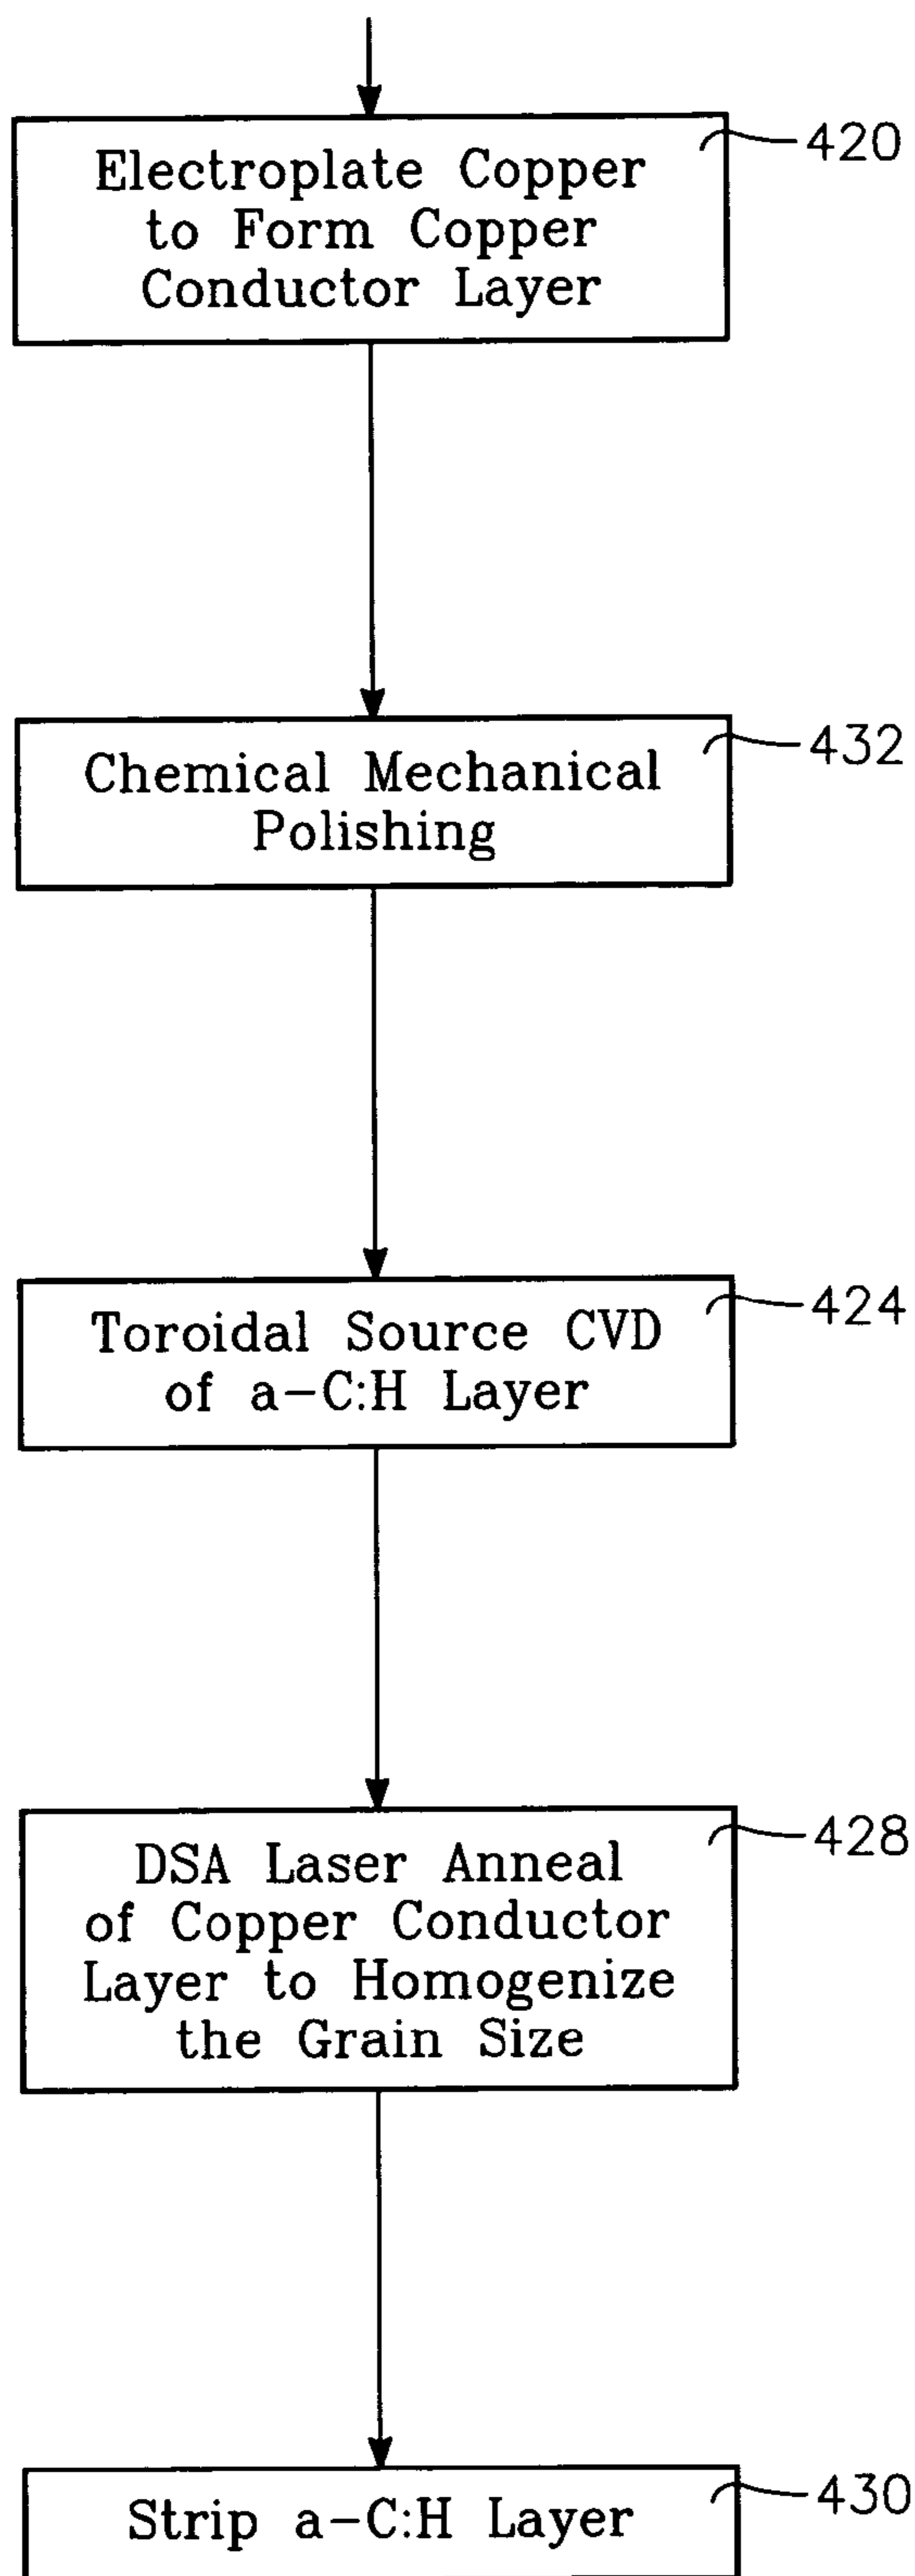 Electroplate Copper
to Form Copper
Conductor Layer
420
Chemical Mechanical
Polishing
432
Toroidal Source CVD
of a-C:H Layer
424
DSA Laser Anneal
of Copper Conductor
Layer to Homogenize
the Grain Size
428
Strip a-C:H Layer
430